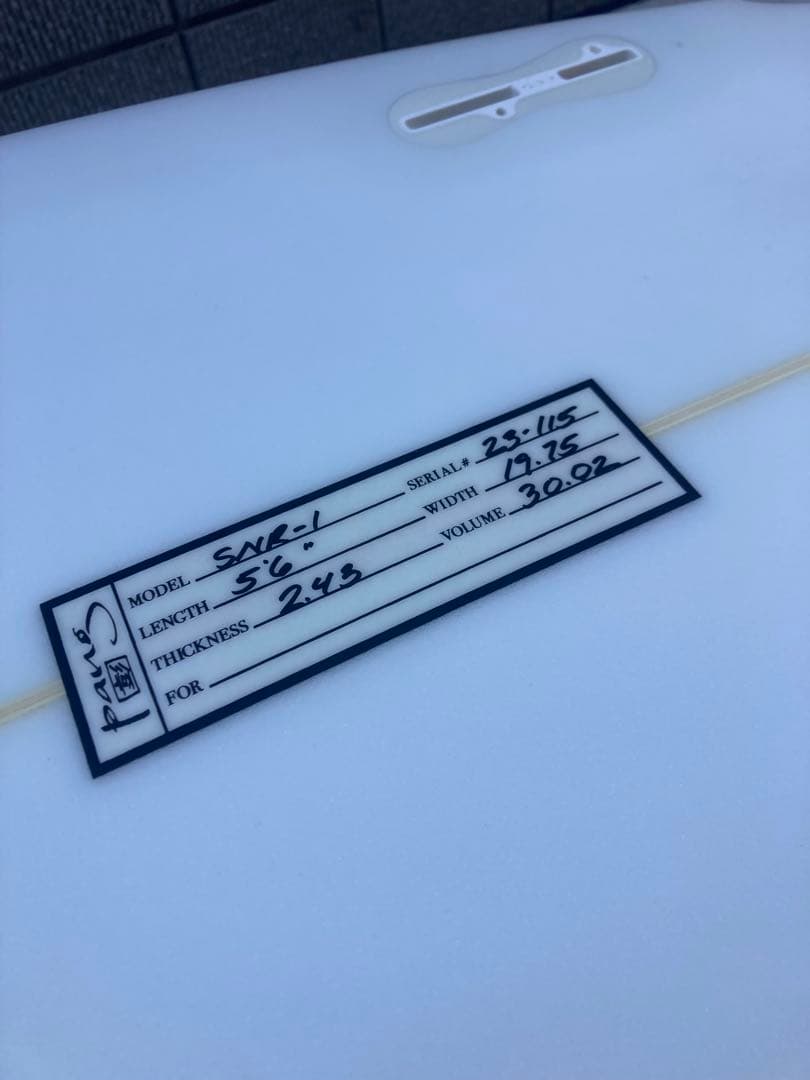 Pang
MODEL SNR-1 SERIAL# 23-115
LENGTH 5'6" WIDTH 19.75
THICKNESS 2.43 VOLUME 30.02
FOR